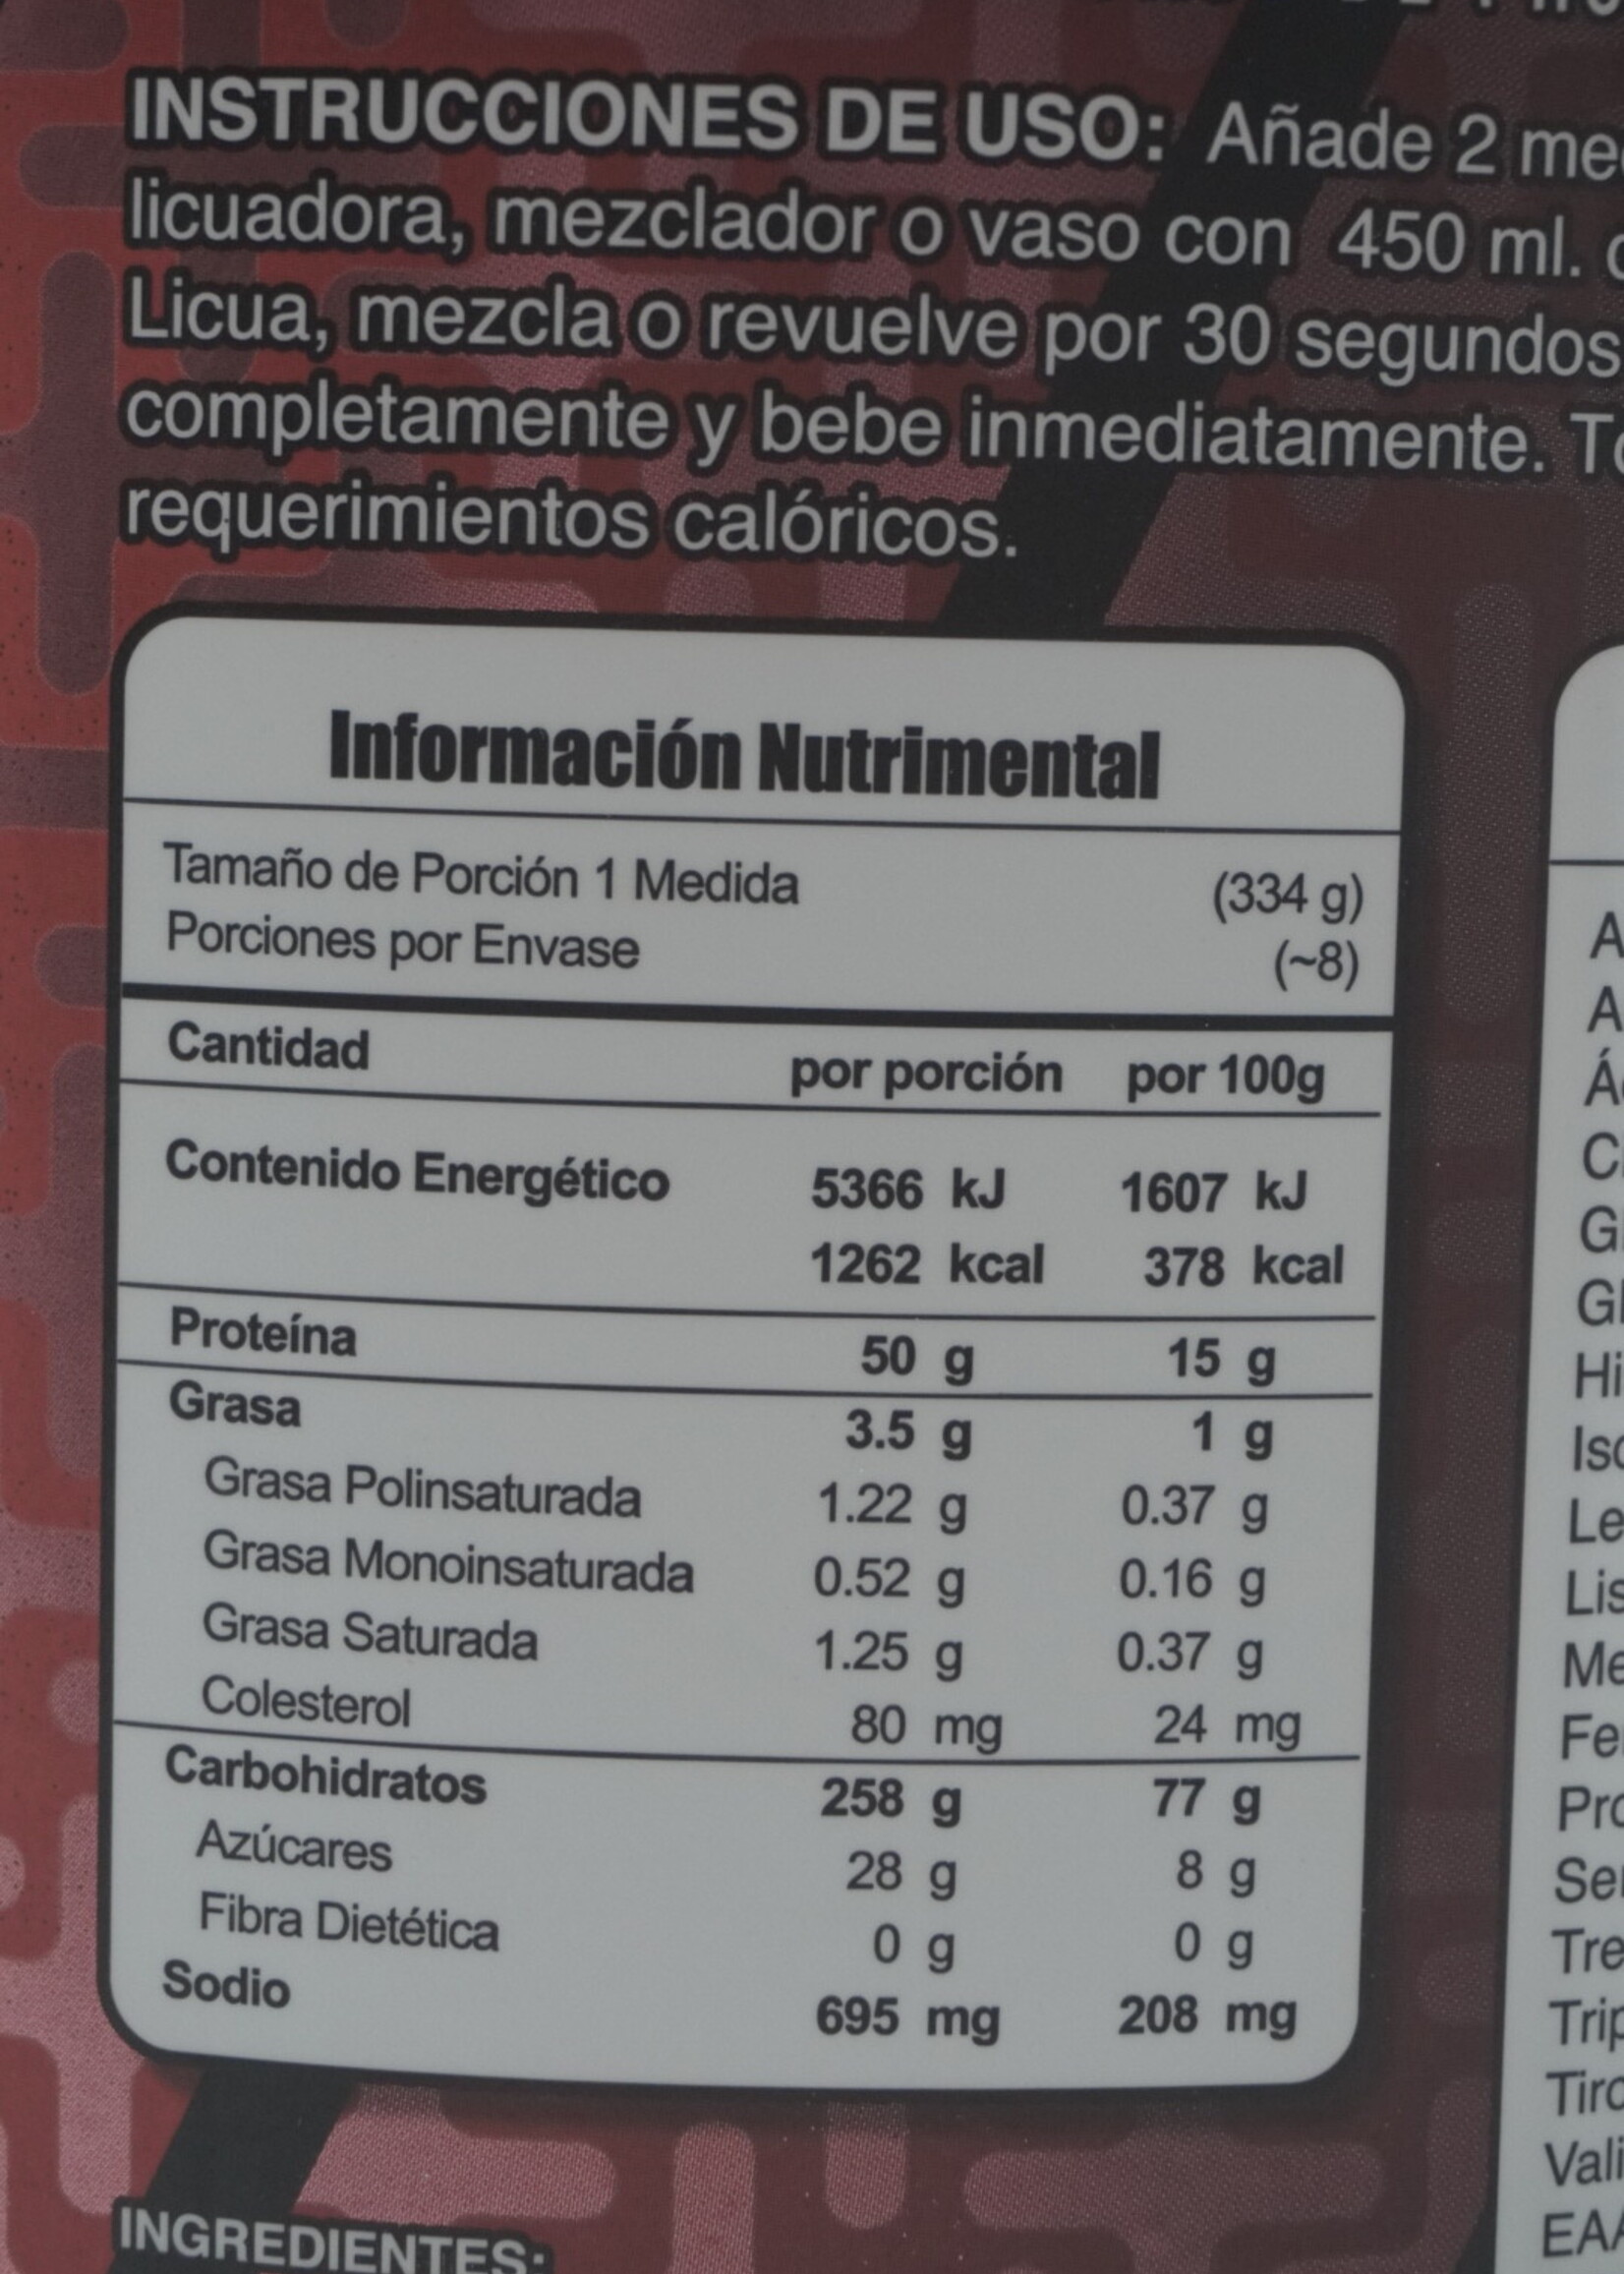 INSTRUCCIONES DE USO: Añade 2
licuadora, mezclador o vaso con 450 ml.
Licua, mezcla o revuelve por 30 segundos
completamente y bebe inmediatamente.
requerimientos calóricos.
Información Nutrimental
Tamaño de Porción 1 Medida (334 g)
Porciones por Envase (~8)
Cantidad por porción por 100g
Contenido Energético 5366 kJ 1607 kJ
1262 kcal 378 kcal
Proteína 50 g 15 g
Grasa 3.5 g 1 g
Grasa Polinsaturada 1.22 g 0.37 g
Grasa Monoinsaturada 0.52 g 0.16 g
Grasa Saturada 1.25 g 0.37 g
Colesterol 80 mg 24 mg
Carbohidratos 258 g 77 g
Azúcares 28 g 8 g
Fibra Dietética 0 g 0 g
Sodio 695 mg 208 mg
INGREDIENTES: